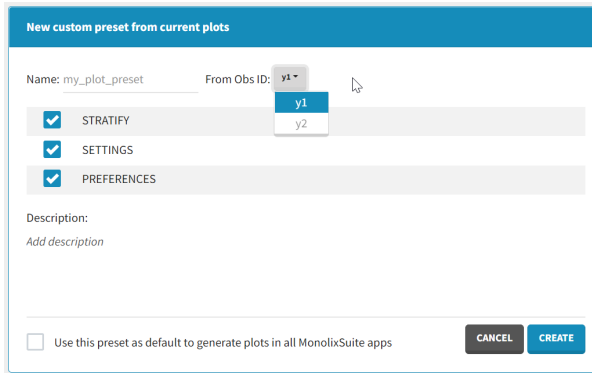 New custom preset from current plots
Name: my_plot_preset From Obs ID: y1
y1
STRATIFY
y2
SETTINGS
PREFERENCES
Description:
Add description
Use this preset as default to generate plots in all MonolixSuite apps CANCEL CREATE